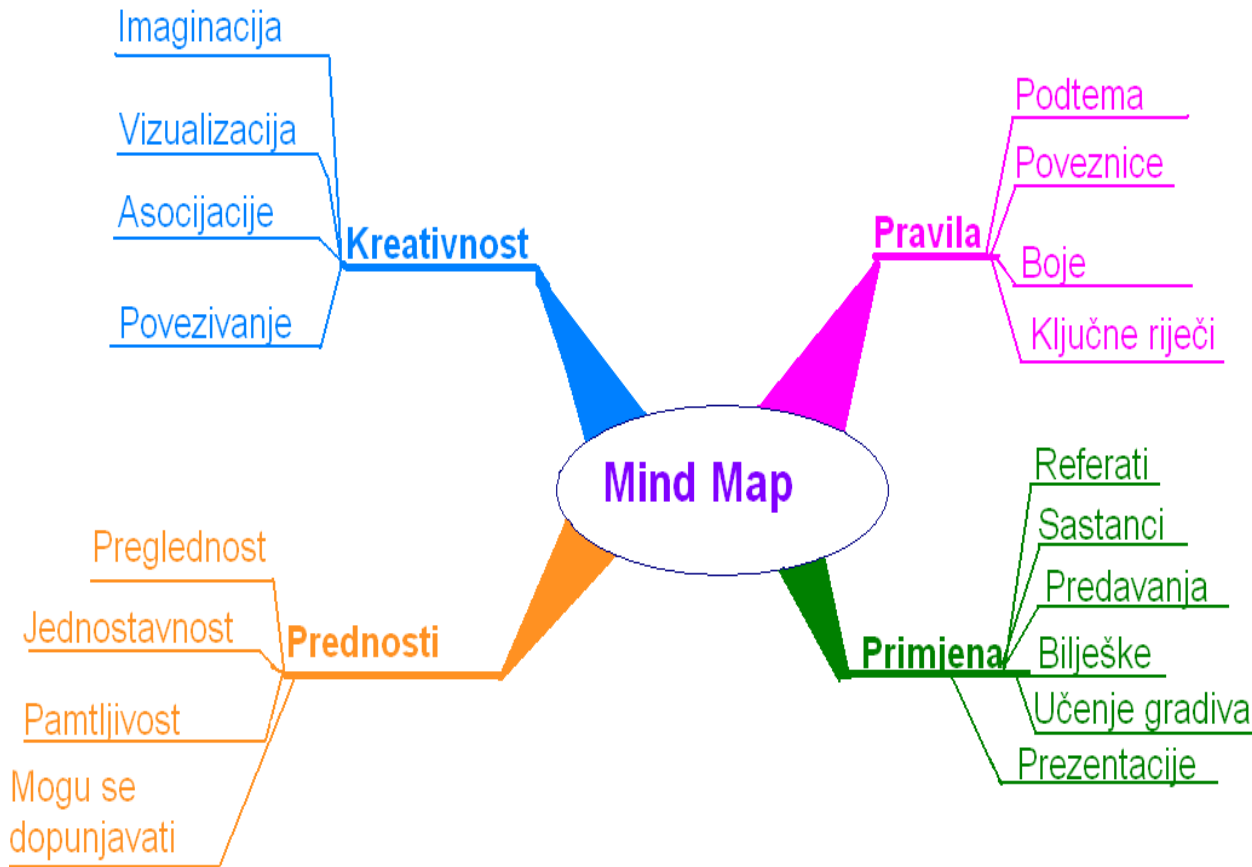 Imaginacija
Vizualizacija
Asocijacije
Povezivanje
Kreativnost
Podtema
Poveznice
Boje
Ključne riječi
Pravila
Mind Map
Preglednost
Jednostavnost
Pamtljivost
Mogu se
dopunjavati
Prednosti
Referati
Sastanci
Predavanja
Bilješke
Učenje gradiva
Prezentacije
Primjena